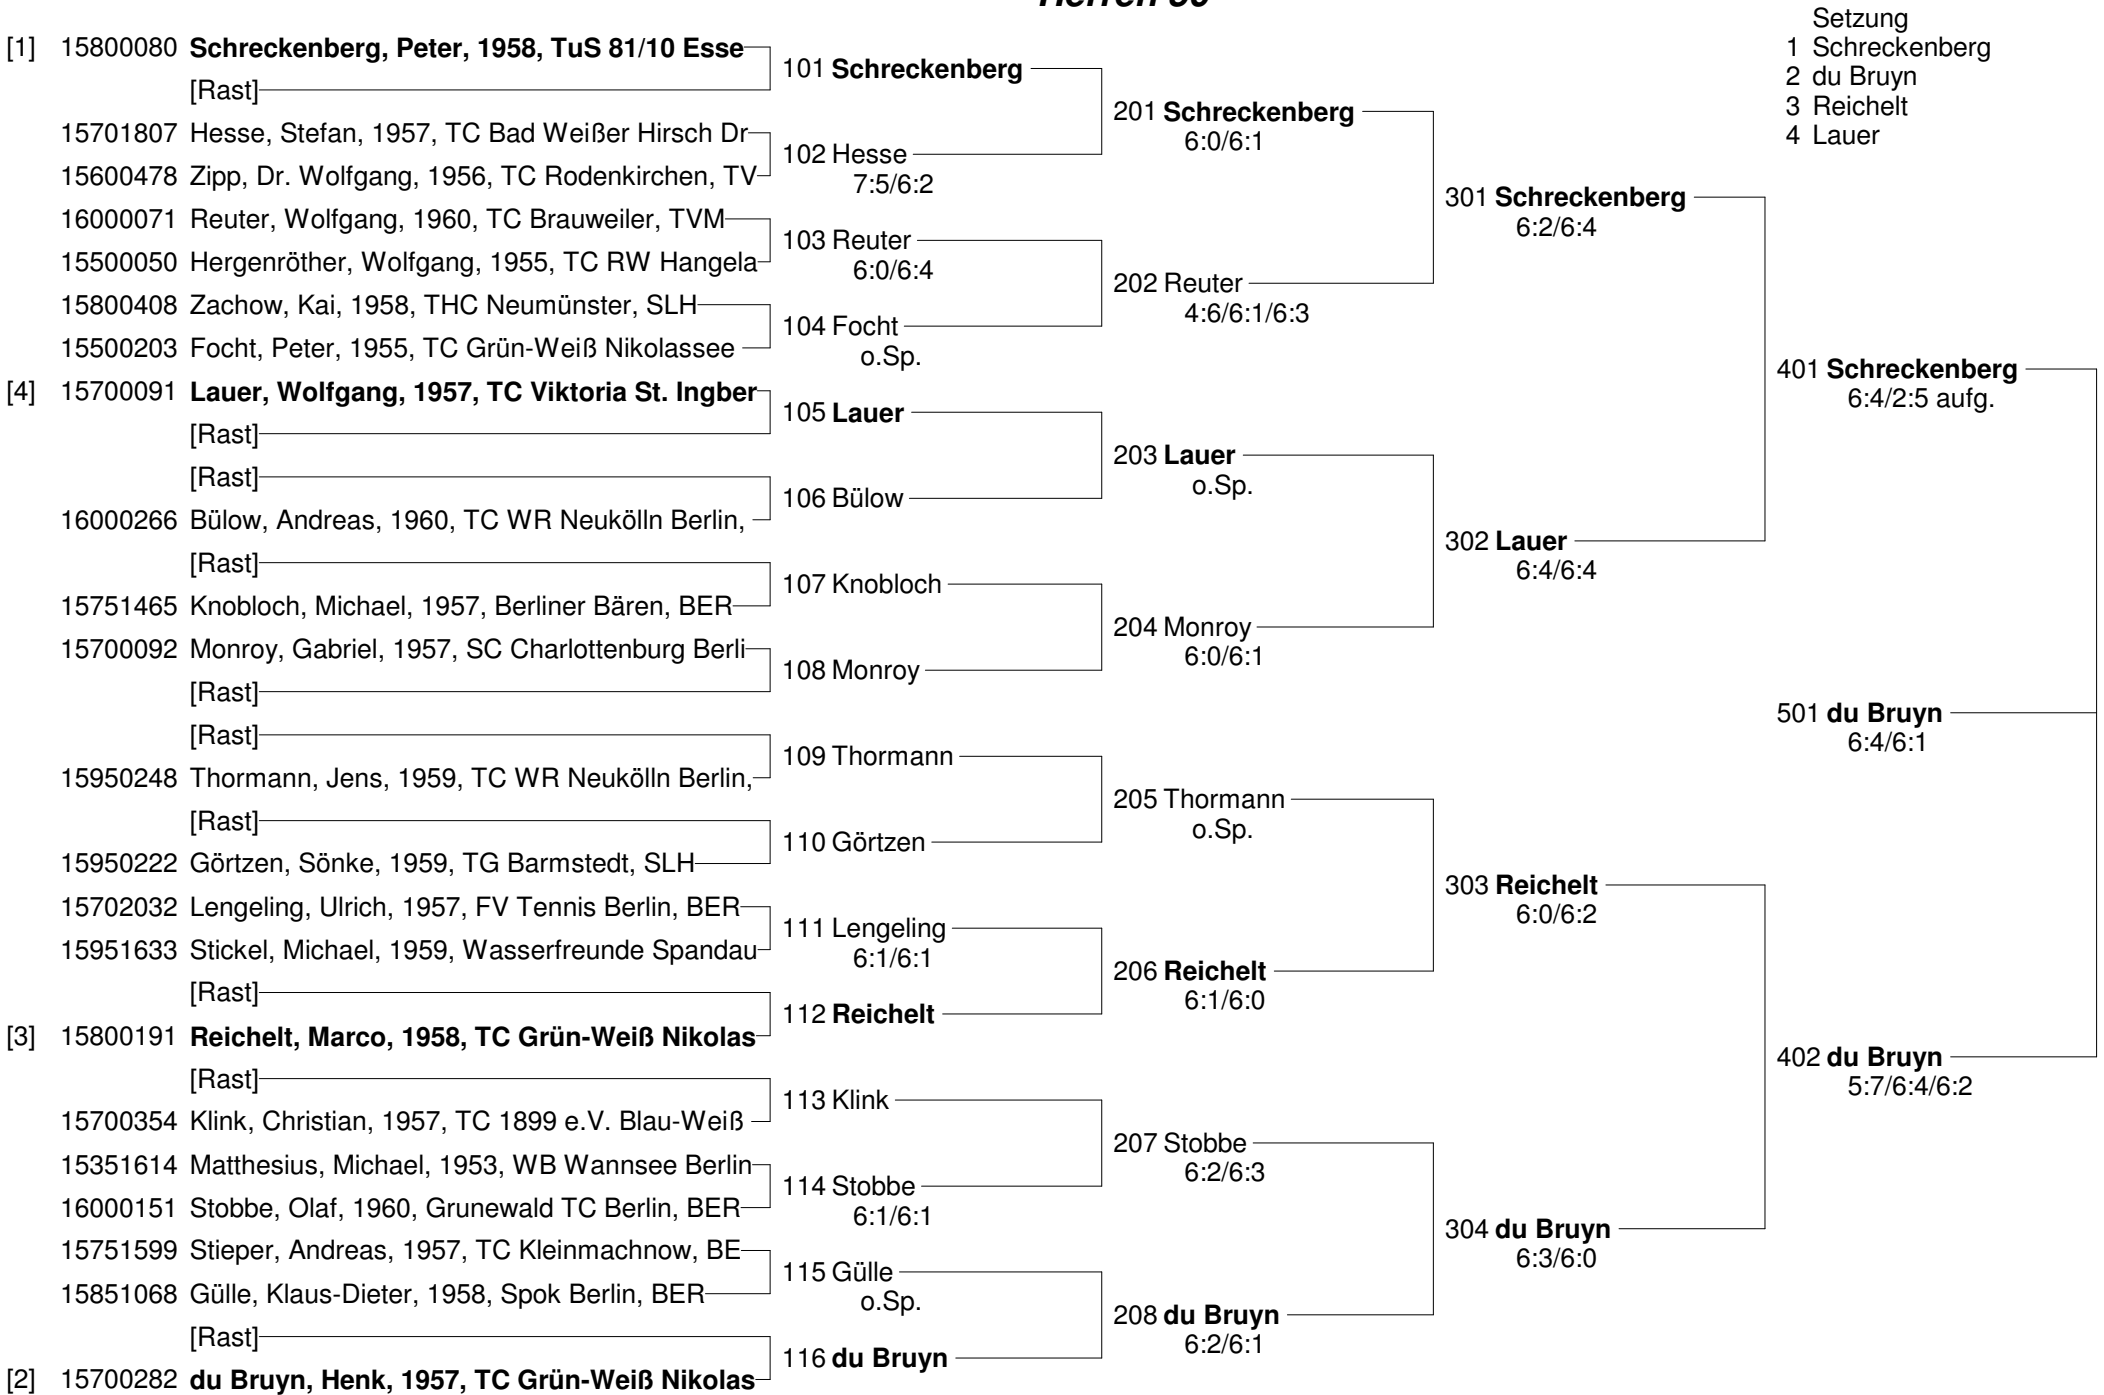 Setzung
1 Schreckenberg
2 du Bruyn
3 Reichelt
4 Lauer
[1] 15800080 Schreckenberg, Peter, 1958, TuS 81/10 Esse
[Rast]
15701807 Hesse, Stefan, 1957, TC Bad Weißer Hirsch Dr
15600478 Zipp, Dr. Wolfgang, 1956, TC Rodenkirchen, TV
16000071 Reuter, Wolfgang, 1960, TC Brauweiler, TVM
15500050 Hergenröther, Wolfgang, 1955, TC RW Hangela
15800408 Zachow, Kai, 1958, THC Neumünster, SLH
15500203 Focht, Peter, 1955, TC Grün-Weiß Nikolassee
[4] 15700091 Lauer, Wolfgang, 1957, TC Viktoria St. Ingber
[Rast]
[Rast]
16000266 Bülow, Andreas, 1960, TC WR Neukölln Berlin,
[Rast]
15751465 Knobloch, Michael, 1957, Berliner Bären, BER
15700092 Monroy, Gabriel, 1957, SC Charlottenburg Berli
[Rast]
[Rast]
15950248 Thormann, Jens, 1959, TC WR Neukölln Berlin,
[Rast]
15950222 Görtzen, Sönke, 1959, TG Barmstedt, SLH
15702032 Lengeling, Ulrich, 1957, FV Tennis Berlin, BER
15951633 Stickel, Michael, 1959, Wasserfreunde Spandau
[Rast]
[3] 15800191 Reichelt, Marco, 1958, TC Grün-Weiß Nikolas
[Rast]
15700354 Klink, Christian, 1957, TC 1899 e.V. Blau-Weiß
15351614 Matthesius, Michael, 1953, WB Wannsee Berlin
16000151 Stobbe, Olaf, 1960, Grunewald TC Berlin, BER
15751599 Stieper, Andreas, 1957, TC Kleinmachnow, BE
15851068 Gülle, Klaus-Dieter, 1958, Spok Berlin, BER
[Rast]
[2] 15700282 du Bruyn, Henk, 1957, TC Grün-Weiß Nikolas
101 Schreckenberg
102 Hesse
7:5/6:2
103 Reuter
6:0/6:4
104 Focht
o.Sp.
105 Lauer
106 Bülow
107 Knobloch
108 Monroy
109 Thormann
110 Görtzen
111 Lengeling
6:1/6:1
112 Reichelt
113 Klink
114 Stobbe
6:1/6:1
115 Gülle
o.Sp.
116 du Bruyn
201 Schreckenberg
6:0/6:1
202 Reuter
4:6/6:1/6:3
203 Lauer
o.Sp.
204 Monroy
6:0/6:1
205 Thormann
o.Sp.
206 Reichelt
6:1/6:0
207 Stobbe
6:2/6:3
208 du Bruyn
6:2/6:1
301 Schreckenberg
6:2/6:4
302 Lauer
6:4/6:4
303 Reichelt
6:0/6:2
304 du Bruyn
6:3/6:0
401 Schreckenberg
6:4/2:5 aufg.
402 du Bruyn
5:7/6:4/6:2
501 du Bruyn
6:4/6:1